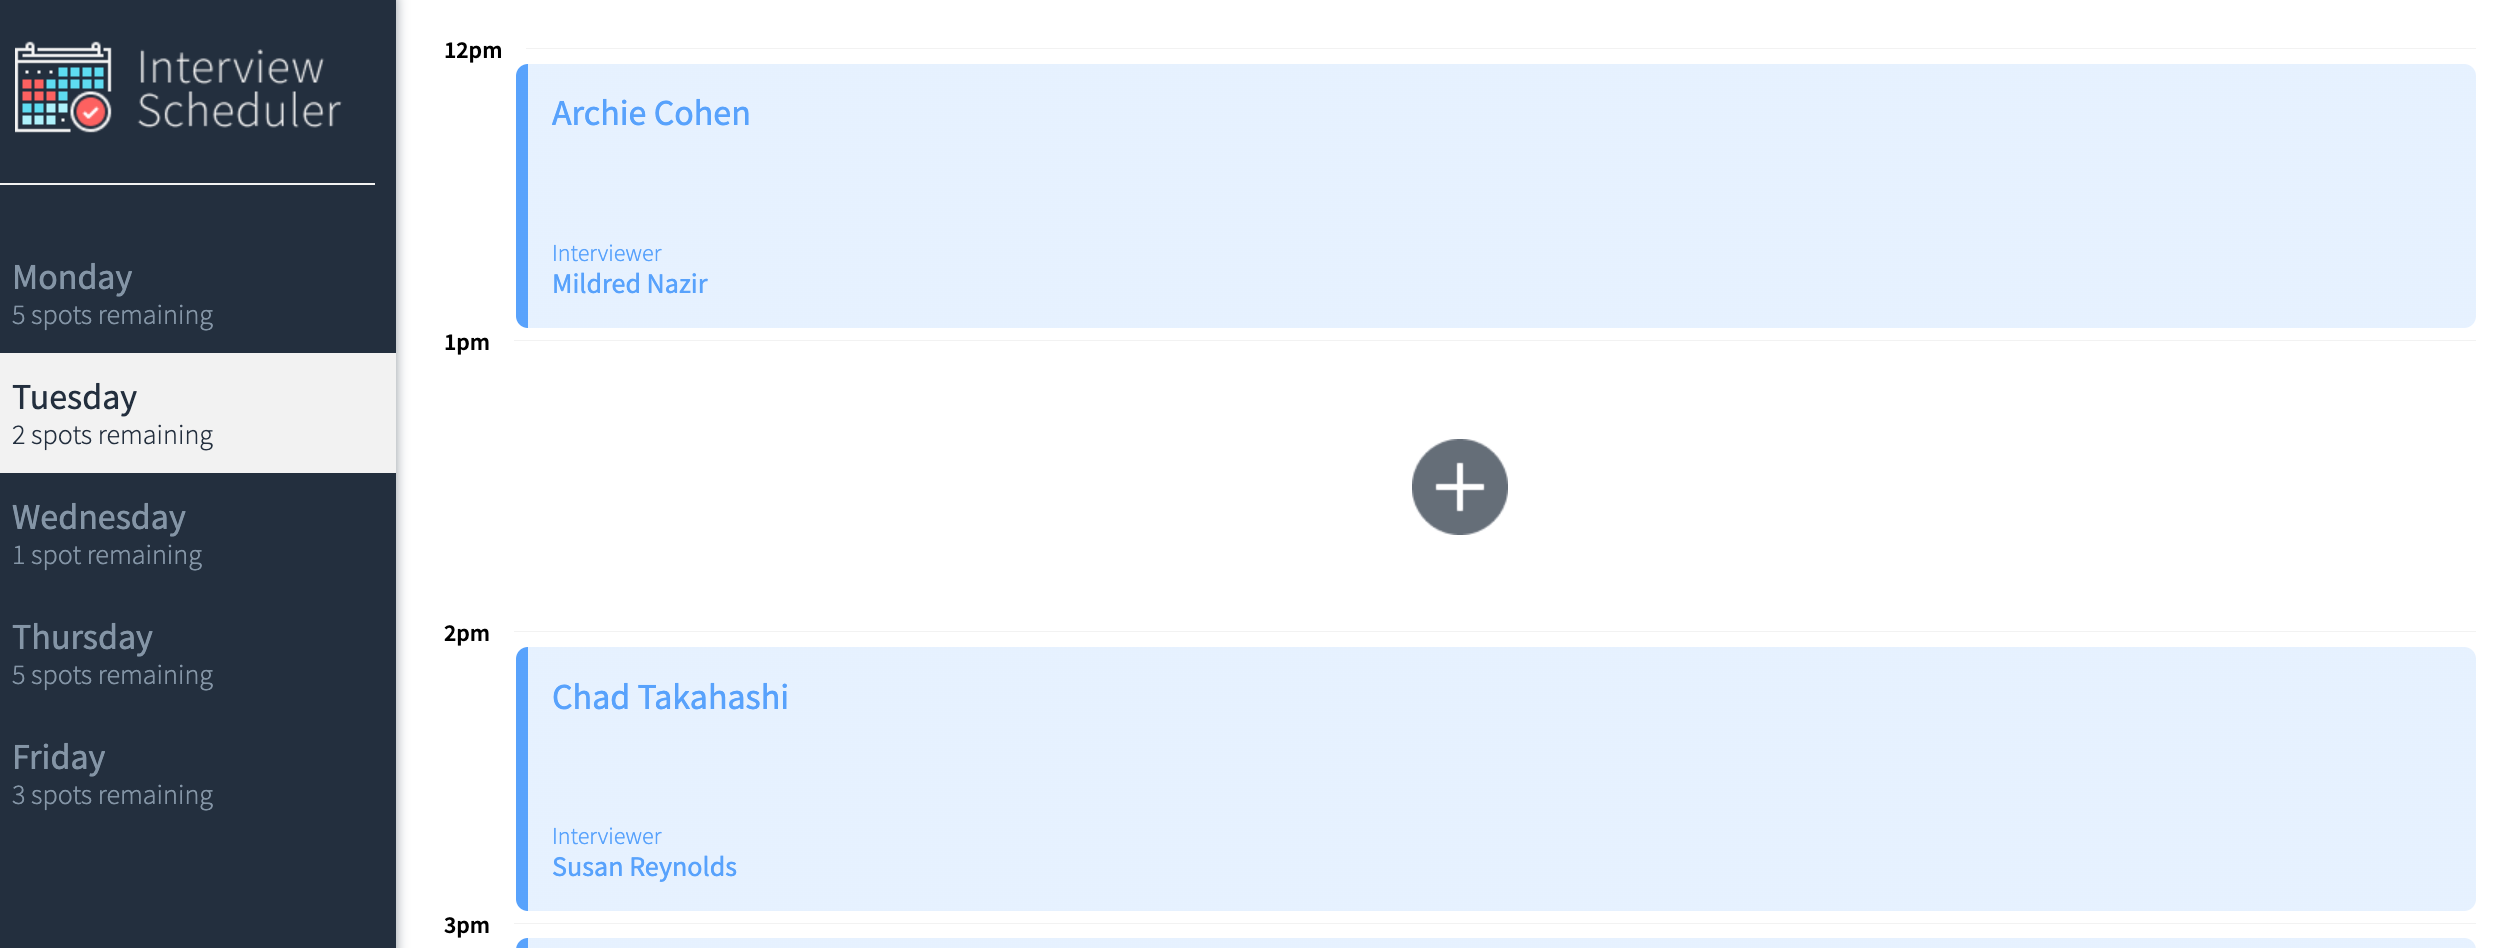 Interview
Scheduler
Monday
5 spots remaining
Tuesday
2 spots remaining
Wednesday
1 spot remaining
Thursday
5 spots remaining
Friday
3 spots remaining
12pm
Archie Cohen
Interviewer
Mildred Nazir
1pm
2pm
Chad Takahashi
Interviewer
Susan Reynolds
3pm